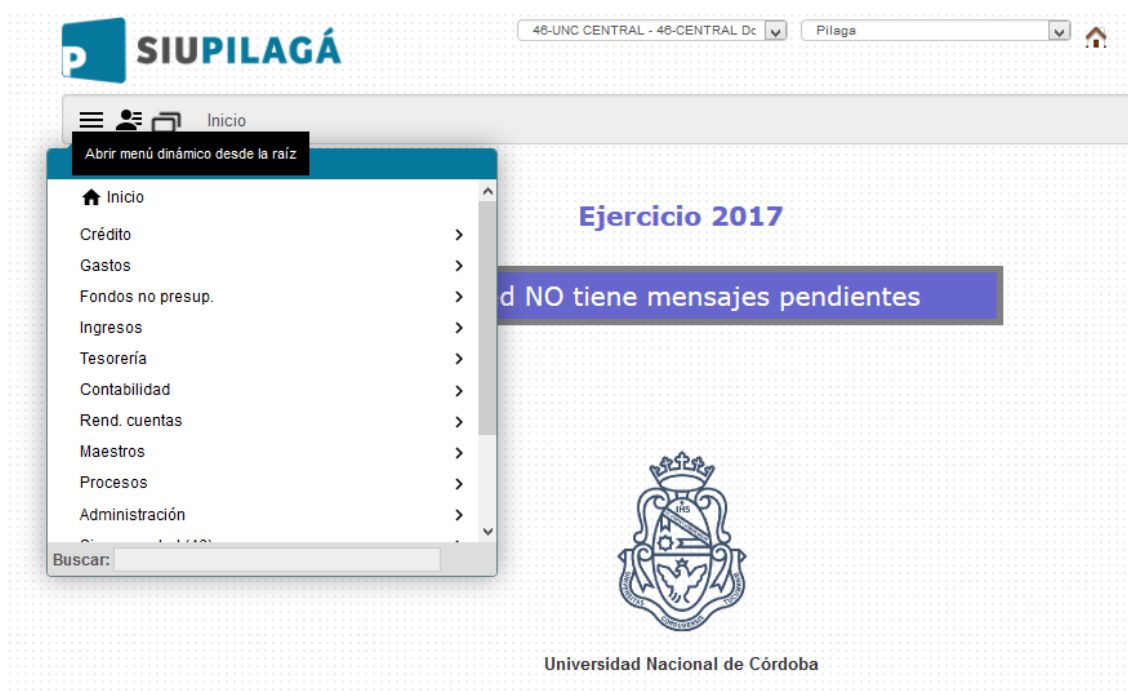 46-UNC CENTRAL - 46-CENTRAL Dc
Pilaga
SIUPILAGÁ
Inicio
Abrir menú dinámico desde la raíz
Inicio
Crédito
Gastos
Fondos no presup.
Ingresos
Tesorería
Contabilidad
Rend. cuentas
Maestros
Procesos
Administración
Buscar:
Ejercicio 2017
d NO tiene mensajes pendientes
IHS
Universidad Nacional de Córdoba